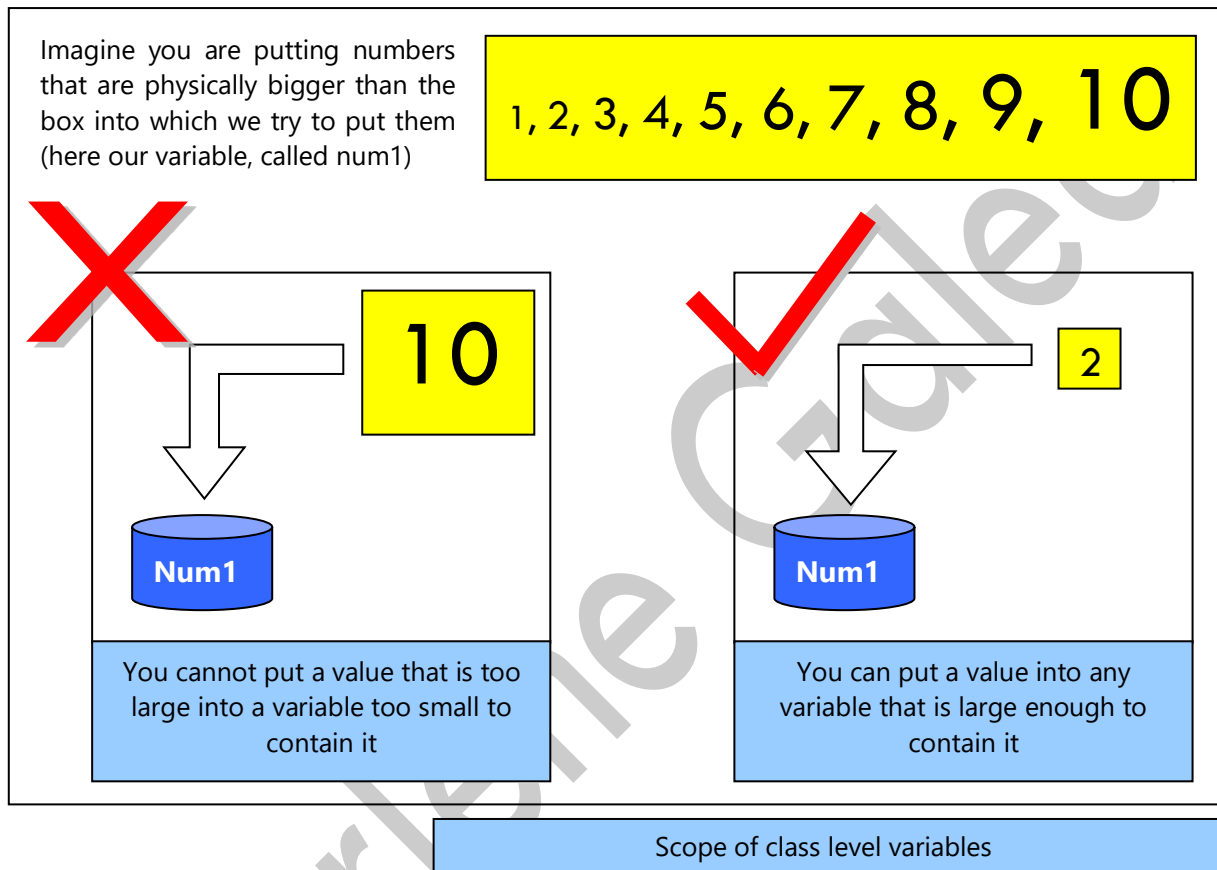 Imagine you are putting numbers
that are physically bigger than the
box into which we try to put them
(here our variable, called num1)
1, 2, 3, 4, 5, 6, 7, 8, 9, 10
10
Num1
You cannot put a value that is too
large into a variable too small to
contain it
2
Num1
You can put a value into any
variable that is large enough to
contain it
Scope of class level variables